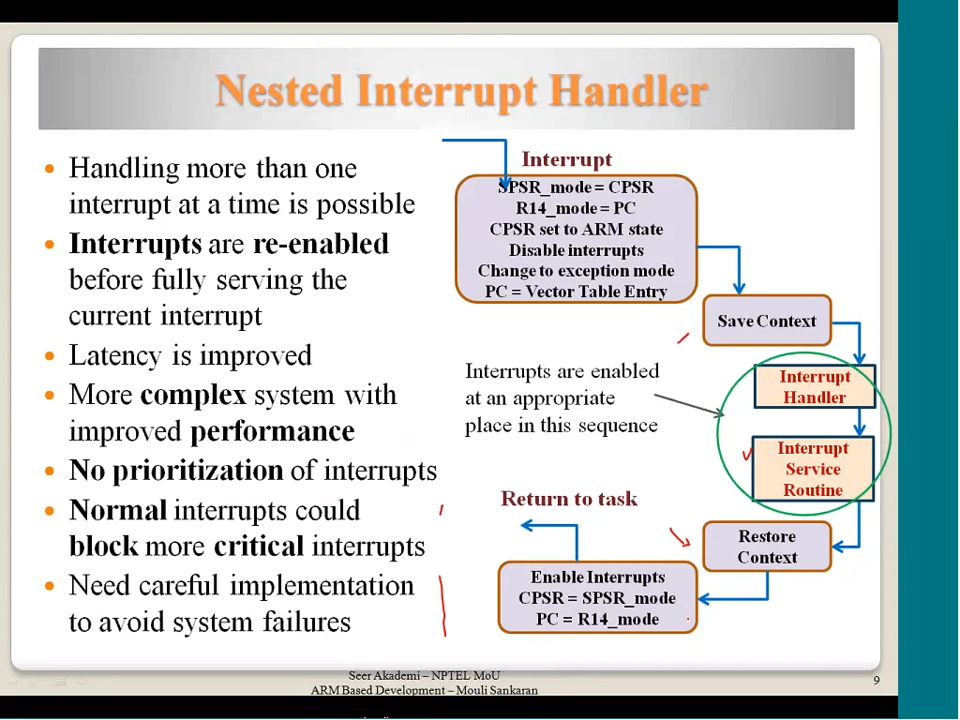 Nested Interrupt Handler
• Handling more than one
interrupt at a time is possible
• Interrupts are re-enabled
before fully serving the
current interrupt
• Latency is improved
• More complex system with
improved performance
• No prioritization of interrupts
• Normal interrupts could
block more critical interrupts
• Need careful implementation
to avoid system failures
Interrupt
SPSR_mode = CPSR
R14_mode = PC
CPSR set to ARM state
Disable interrupts
Change to exception mode
PC = Vector Table Entry
Save Context
Interrupts are enabled
at an appropriate
place in this sequence
Interrupt
Handler
Interrupt
Service
Routine
Restore
Context
Return to task
Enable Interrupts
CPSR = SPSR_mode
PC = R14_mode
Seer Akademi – NPTEL MoU
ARM Based Development – Mouli Sankaran
9